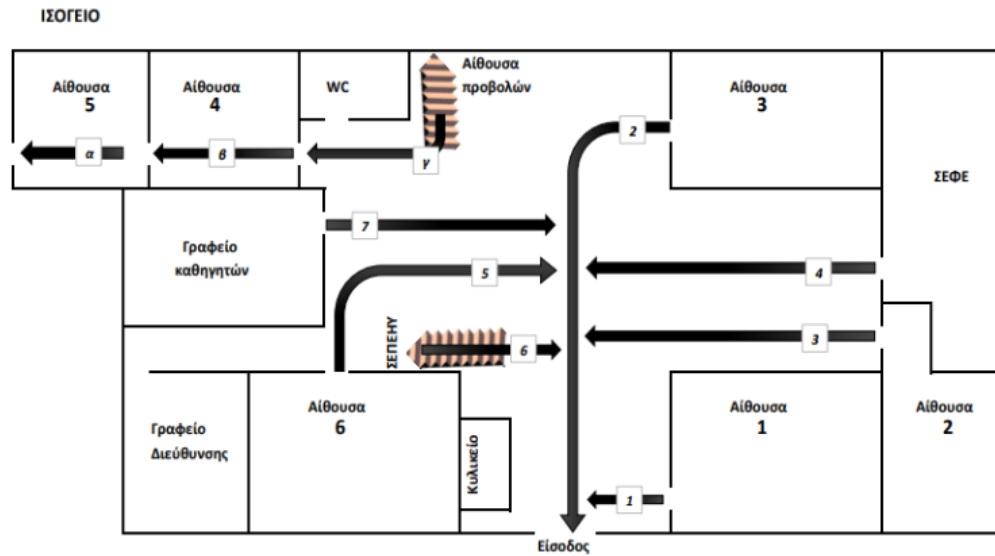 ΙΣΟΓΕΙΟ
Αίθουσα
5
Αίθουσα
4
WC
Αίθουσα
προβολών
Αίθουσα
3
2
α
β
γ
ΣΕΦΕ
7
Γραφείο
καθηγητών
5
4
ΣΕΠΕΗΥ
6
3
Αίθουσα
6
Γραφείο
Διεύθυνσης
Κυλικείο
Αίθουσα
1
Αίθουσα
2
1
Είσοδος